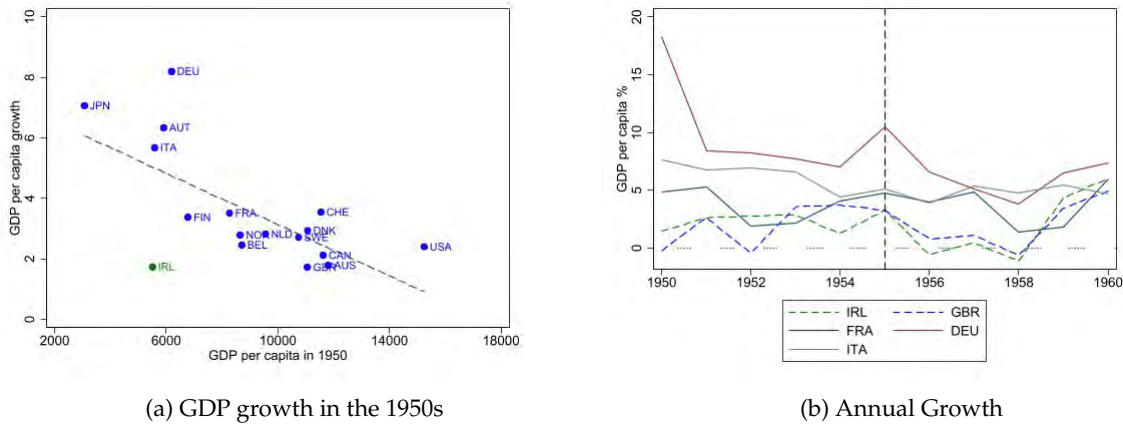 10
8
6
4
2
0
GDP per capita growth
DEU
JPN
AUT
ITA
FIN
FRA
CHE
NO
NLD
DNK
SWE
BEL
USA
CAN
IRL
GBR
AUS
2000
6000
10000
14000
18000
GDP per capita in 1950
(a) GDP growth in the 1950s
20
15
10
5
0
GDP per capita %
1950
1952
1954
1956
1958
1960
IRL
GBR
FRA
DEU
ITA
(b) Annual Growth